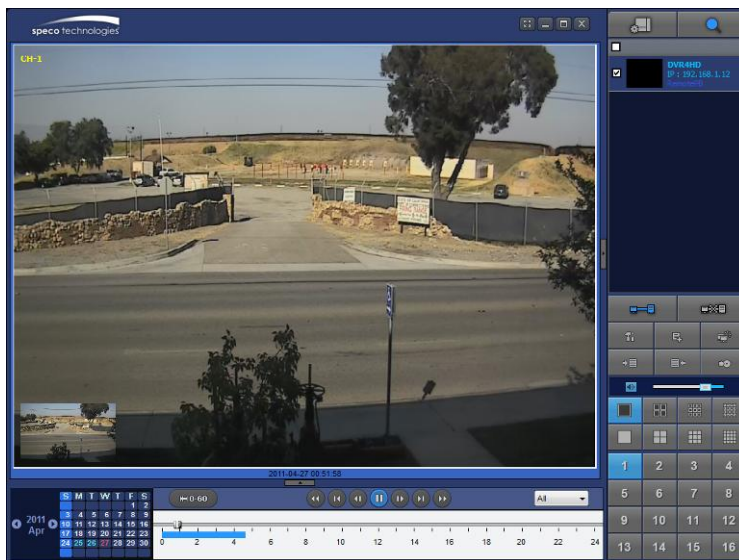 speco technologies
CH-1
DVR4HD
IP : 192.168.1.12
2011-04-27 00:51:58
0-60
All
2011
Apr
S M T W T F S
1 2
3 4 5 6 7 8 9
10 11 12 13 14 15 16
17 18 19 20 21 22 23
24 25 26 27 28 29 30
0 2 4 6 8 10 12 14 16 18 20 22 24
1 2 3 4
5 6 7 8
9 10 11 12
13 14 15 16